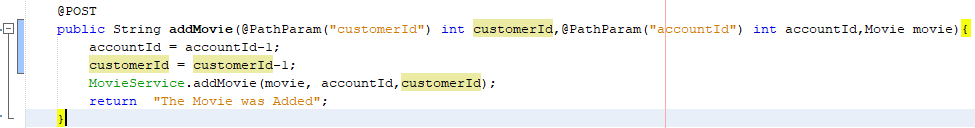 @POST
public String addMovie(@PathParam("customerId") int customerId,@PathParam("accountId") int accountId,Movie movie){
accountId = accountId-1;
customerId = customerId-1;
MovieService.addMovie(movie, accountId,customerId);
return  "The Movie was Added";
}